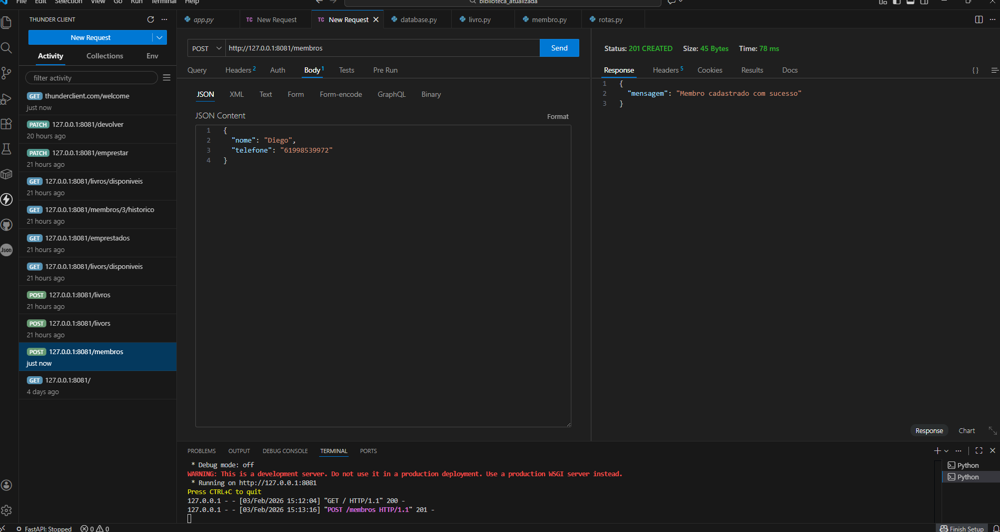 File Edit Selection View Go Run Terminal Help
biblioteca_atualizada
THUNDER CLIENT
New Request
Activity Collections Env
filter activity
GET thunderclient.com/welcome
just now
PATCH 127.0.0.1:8081/devolver
20 hours ago
PATCH 127.0.0.1:8081/emprestar
21 hours ago
GET 127.0.0.1:8081/livros/disponiveis
21 hours ago
GET 127.0.0.1:8081/membros/3/historico
21 hours ago
GET 127.0.0.1:8081/emprestados
21 hours ago
GET 127.0.0.1:8081/livors/disponiveis
21 hours ago
POST 127.0.0.1:8081/livros
21 hours ago
POST 127.0.0.1:8081/livors
21 hours ago
POST 127.0.0.1:8081/membros
just now
GET 127.0.0.1:8081/
4 days ago
Json
app.py TC New Request TC New Request database.py livro.py membro.py rotas.py
POST http://127.0.0.1:8081/membros Send
Query Headers 2 Auth Body 1 Tests Pre Run
JSON XML Text Form Form-encode GraphQL Binary
JSON Content Format
1 {
2 "nome": "Diego",
3 "telefone": "61998539972"
4 }
Status: 201 CREATED Size: 45 Bytes Time: 78 ms
Response Headers 5 Cookies Results Docs { }
1 {
2 "mensagem": "Membro cadastrado com sucesso"
3 }
Response Chart
PROBLEMS OUTPUT DEBUG CONSOLE TERMINAL PORTS
* Debug mode: off
WARNING: This is a development server. Do not use it in a production deployment. Use a production WSGI server instead.
* Running on http://127.0.0.1:8081
Press CTRL+C to quit
127.0.0.1 - - [03/Feb/2026 15:12:04] "GET / HTTP/1.1" 200 -
127.0.0.1 - - [03/Feb/2026 15:13:16] "POST /membros HTTP/1.1" 201 -
Python
Python
FastAPI: Stopped 0 0 Finish Setup